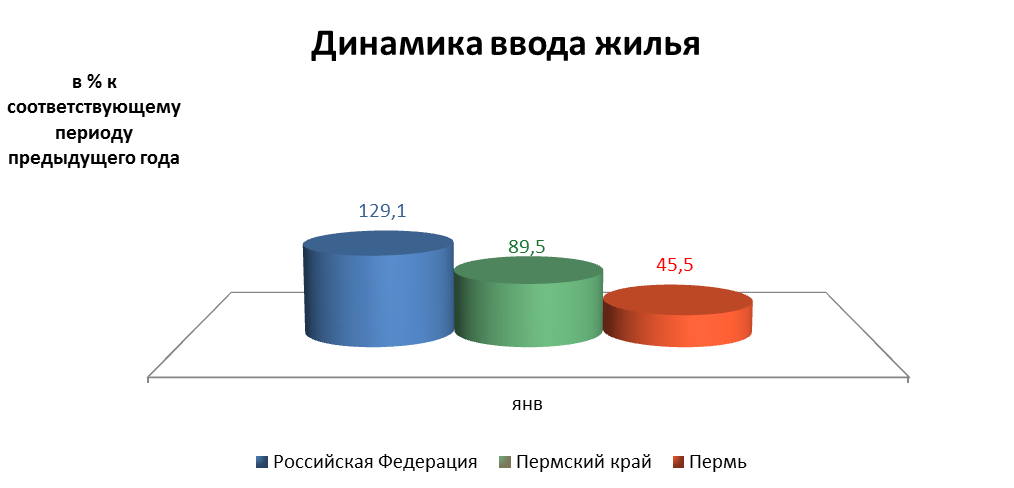 Динамика ввода жилья
в % к
соответствующему
периоду
предыдущего года
129,1
89,5
45,5
янв
Российская Федерация Пермский край Пермь